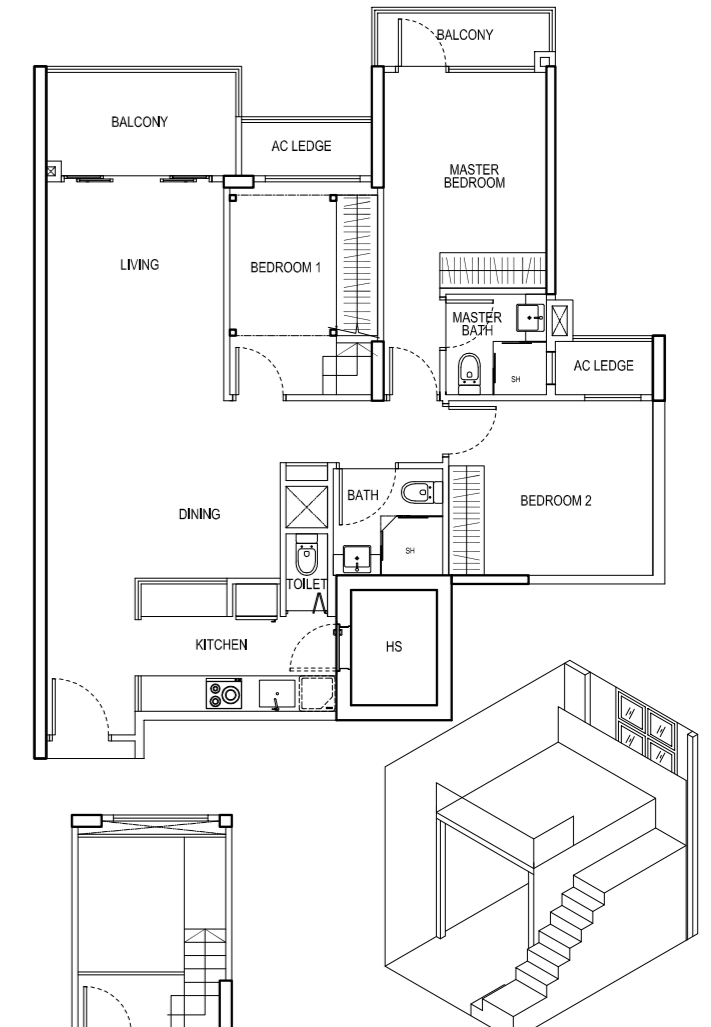 BALCONY
BALCONY
AC LEDGE
MASTER
BEDROOM
LIVING
BEDROOM 1
MASTER
BATH
AC LEDGE
SH
BATH
BEDROOM 2
DINING
SH
TOILET
KITCHEN
HS